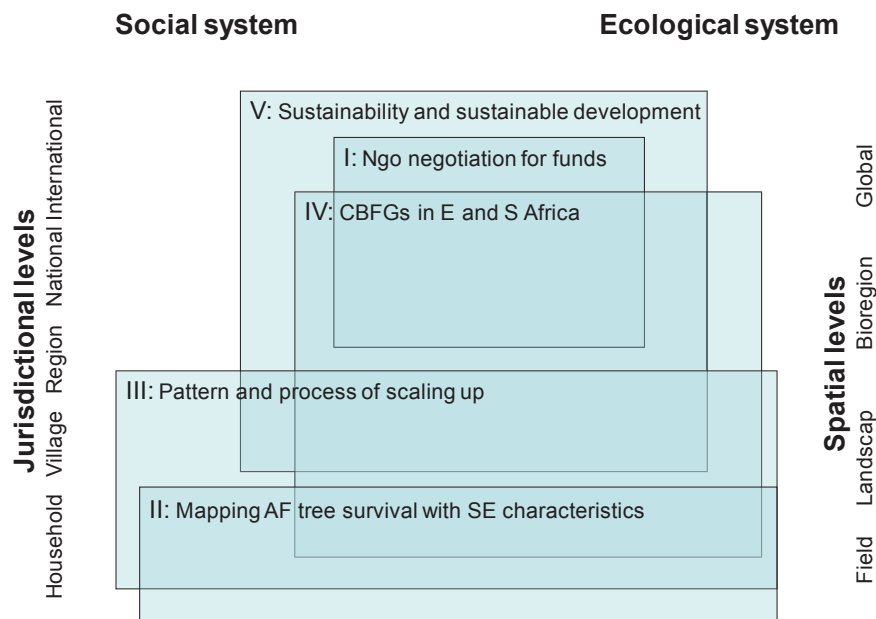 Social system
Ecological system
V: Sustainability and sustainable development
I: Ngo negotiation for funds
IV: CBFGs in E and S Africa
III: Pattern and process of scaling up
II: Mapping AF tree survival with SE characteristics
Jurisdictional levels
Household Village Region National International
Spatial levels
Field Landscap Bioregion Global